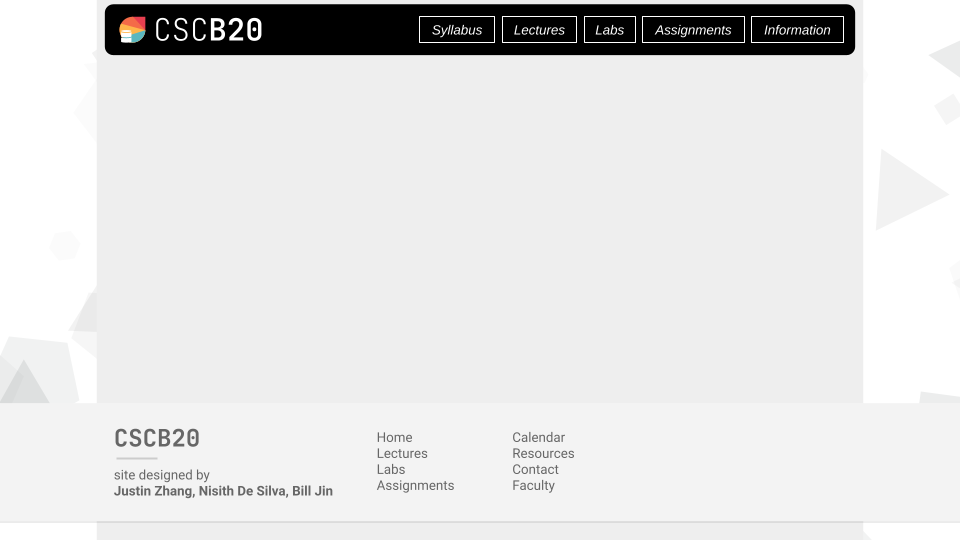 CSCB20 Syllabus Lectures Labs Assignments Information
CSCB20
site designed by
Justin Zhang, Nisith De Silva, Bill Jin
Home
Lectures
Labs
Assignments
Calendar
Resources
Contact
Faculty